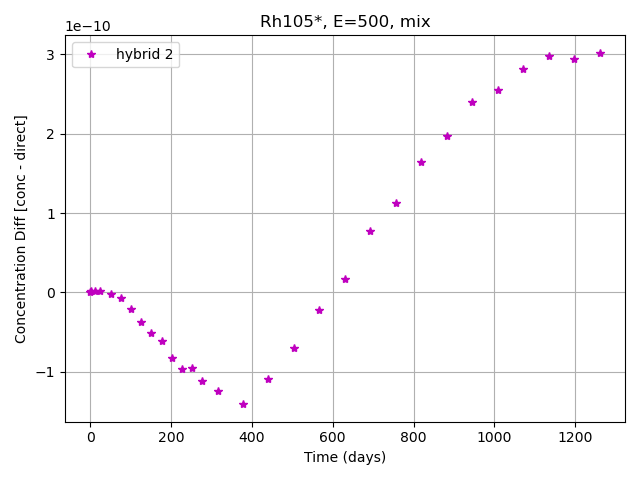 Rh105*, E=500, mix
1e−10
hybrid 2
3
2
1
0
−1
Concentration Diff [conc - direct]
0 200 400 600 800 1000 1200
Time (days)